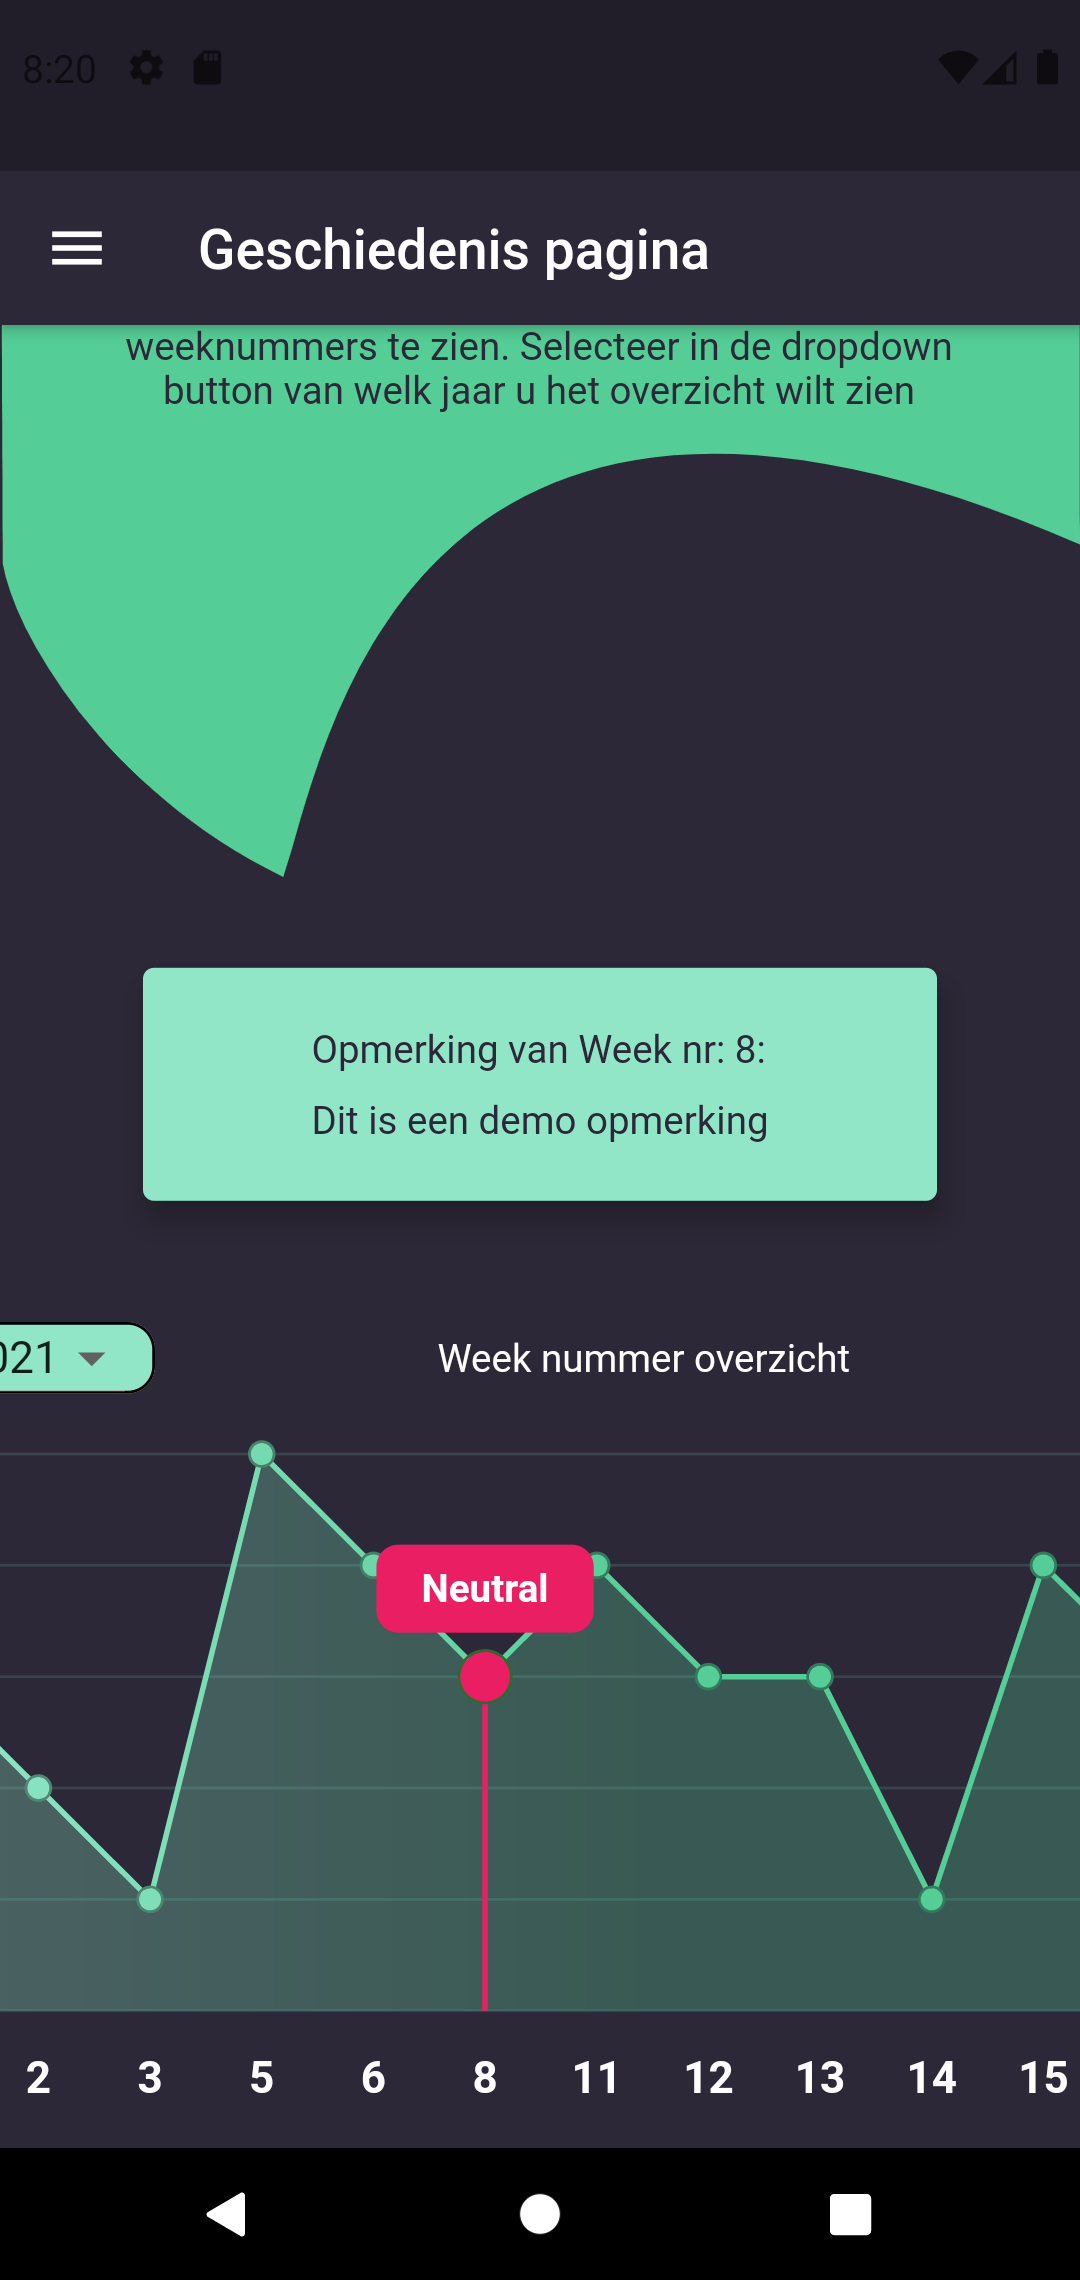 8:20
Geschiedenis pagina
weeknummers te zien. Selecteer in de dropdown
button van welk jaar u het overzicht wilt zien
Opmerking van Week nr: 8:
Dit is een demo opmerking
021 Week nummer overzicht
Neutral
2 3 5 6 8 11 12 13 14 15